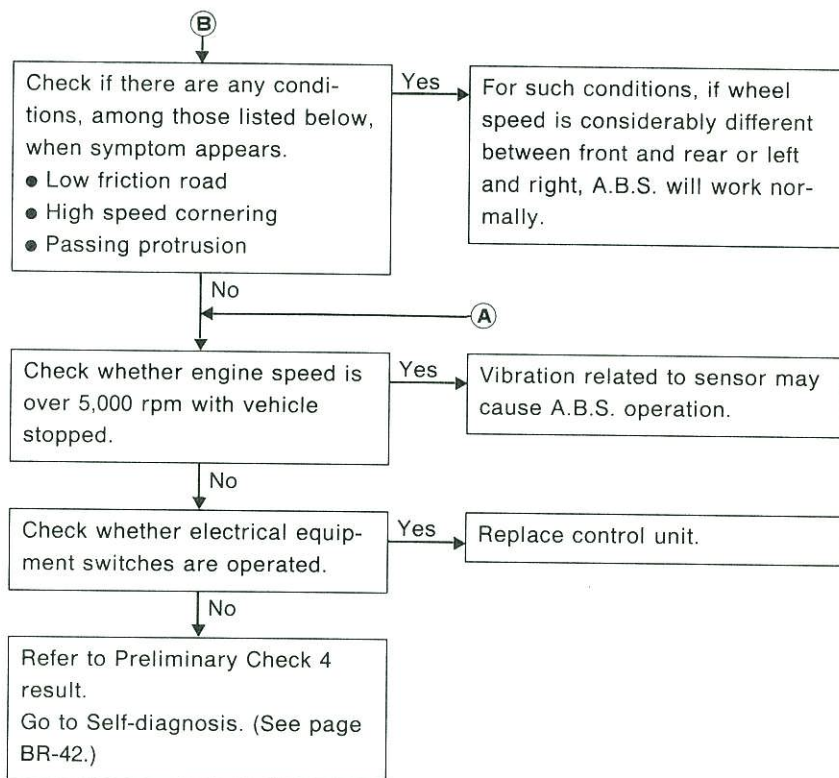 B
Check if there are any condi-
tions, among those listed below,
when symptom appears.
● Low friction road
● High speed cornering
● Passing protrusion
Yes
For such conditions, if wheel
speed is considerably different
between front and rear or left
and right, A.B.S. will work nor-
mally.
No
A
Check whether engine speed is
over 5,000 rpm with vehicle
stopped.
Yes
Vibration related to sensor may
cause A.B.S. operation.
No
Check whether electrical equip-
ment switches are operated.
Yes
Replace control unit.
No
Refer to Preliminary Check 4
result.
Go to Self-diagnosis. (See page
BR-42.)